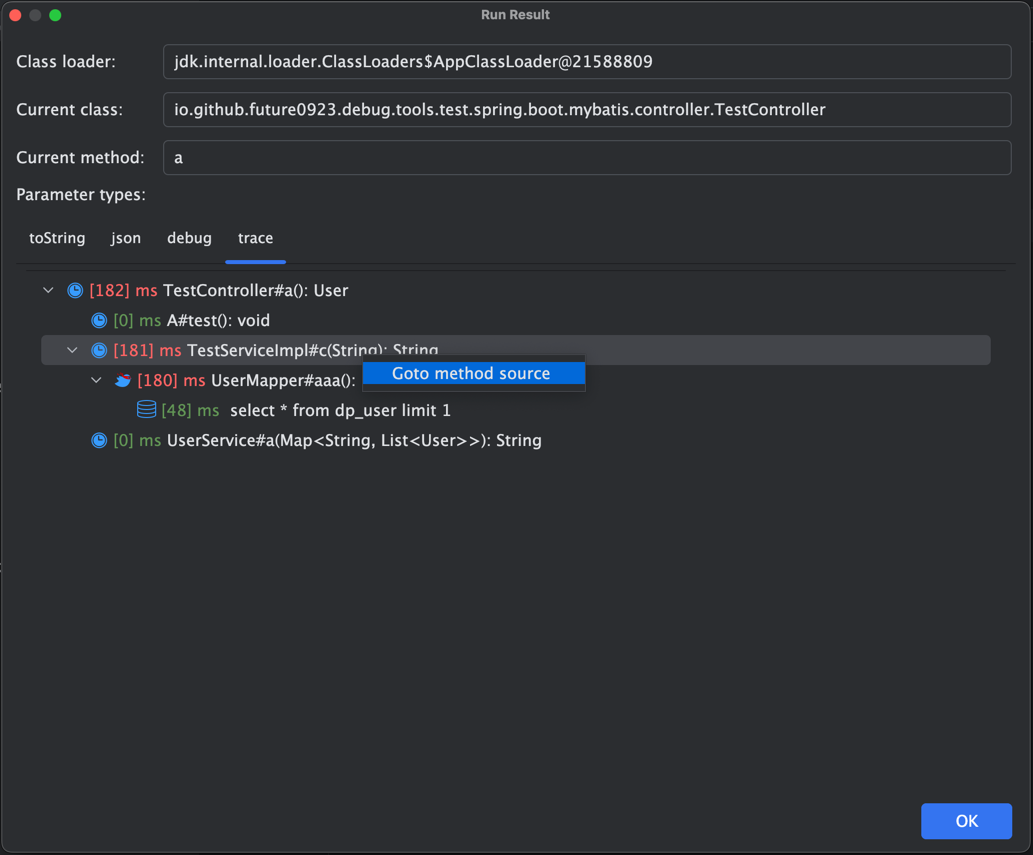 Run Result
Class loader: jdk.internal.loader.ClassLoaders$AppClassLoader@21588809
Current class: io.github.future0923.debug.tools.test.spring.boot.mybatis.controller.TestController
Current method: a
Parameter types:
toString json debug trace
[182] ms TestController#a(): User
[0] ms A#test(): void
[181] ms TestServiceImpl#c(String): String
Goto method source
[180] ms UserMapper#aaa():
[48] ms select * from dp_user limit 1
[0] ms UserService#a(Map<String, List<User>>): String
OK